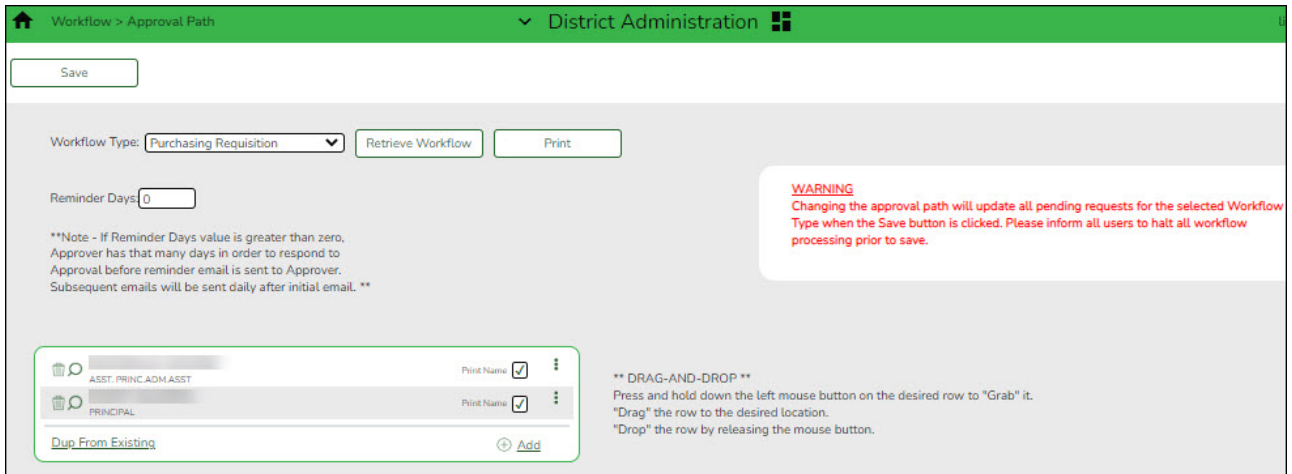 Workflow > Approval Path
District Administration
Save
Workflow Type: Purchasing Requisition
Retrieve Workflow
Print
Reminder Days: 0
WARNING
Changing the approval path will update all pending requests for the selected Workflow
Type when the Save button is clicked. Please inform all users to halt all workflow
processing prior to save.
**Note - If Reminder Days value is greater than zero,
Approver has that many days in order to respond to
Approval before reminder email is sent to Approver.
Subsequent emails will be sent daily after initial email. **
ASST. PRINC.ADM.ASST
Print Name
PRINCIPAL
Print Name
Dup From Existing
Add
** DRAG-AND-DROP **
Press and hold down the left mouse button on the desired row to "Grab" it.
"Drag" the row to the desired location.
"Drop" the row by releasing the mouse button.